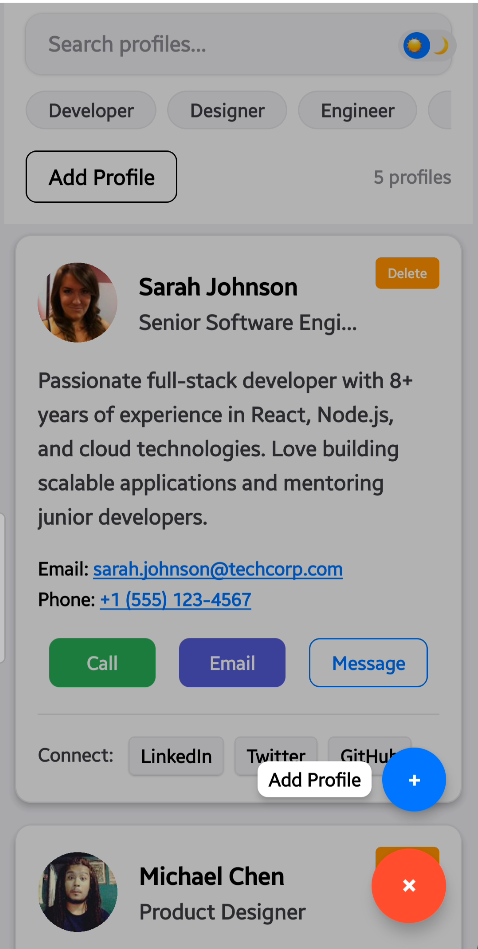 Search profiles...
Developer
Designer
Engineer
Add Profile
5 profiles
Sarah Johnson
Delete
Senior Software Engi...
Passionate full-stack developer with 8+
years of experience in React, Node.js,
and cloud technologies. Love building
scalable applications and mentoring
junior developers.
Email: sarah.johnson@techcorp.com
Phone: +1 (555) 123-4567
Call
Email
Message
Connect:
LinkedIn
Twitter
GitHub
Add Profile
+
Michael Chen
×
Product Designer